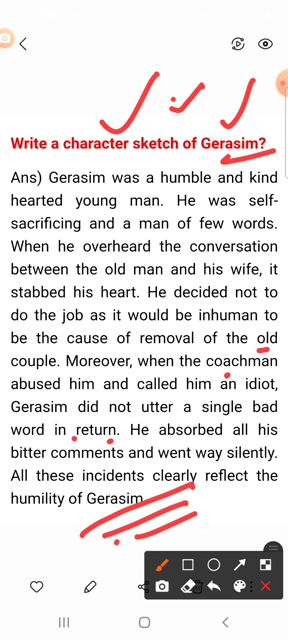 Write a character sketch of Gerasim?
Ans) Gerasim was a humble and kind
hearted young man. He was self-
sacrificing and a man of few words.
When he overheard the conversation
between the old man and his wife, it
stabbed his heart. He decided not to
do the job as it would be inhuman to
be the cause of removal of the old
couple. Moreover, when the coachman
abused him and called him an idiot,
Gerasim did not utter a single bad
word in return. He absorbed all his
bitter comments and went way silently.
All these incidents clearly reflect the
humility of Gerasim